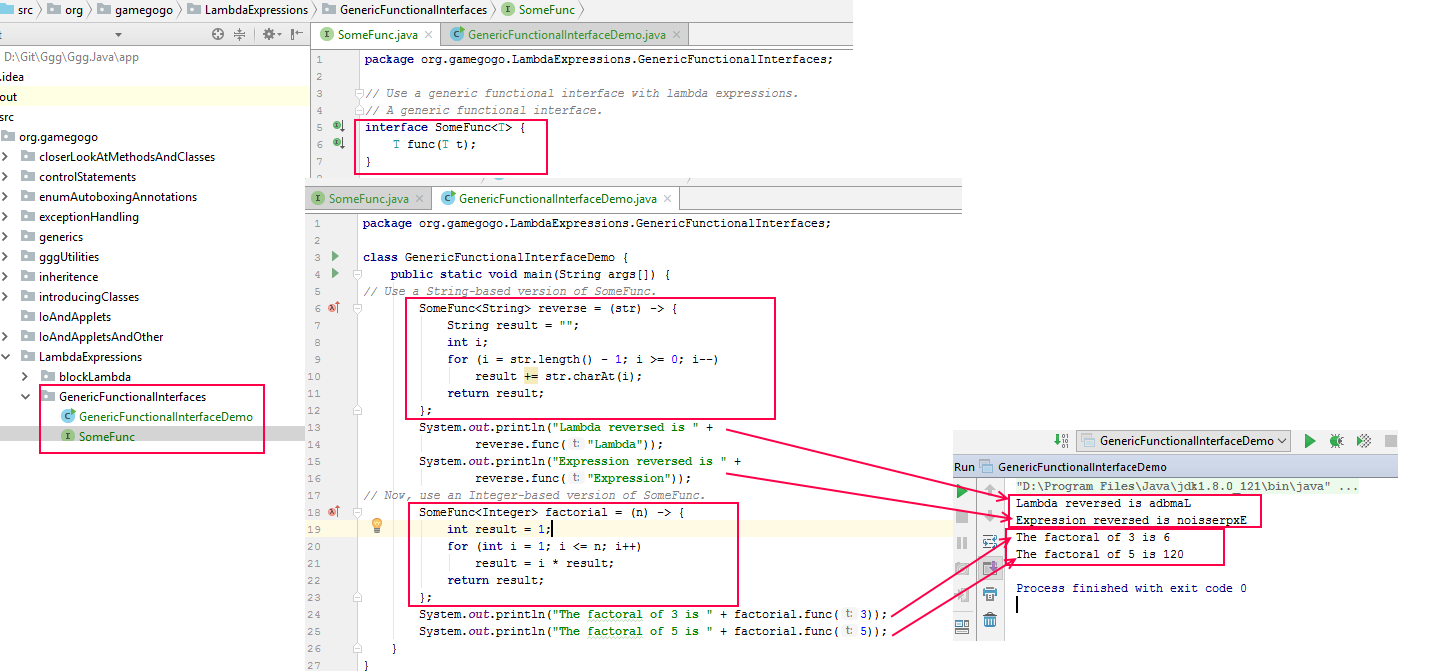 src org gamegogo LambdaExpressions GenericFunctionalInterfaces SomeFunc
D:\Git\Ggg\Ggg.Java\app
.idea
out
src
org.gamegogo
closerLookAtMethodsAndClasses
controlStatements
enumAutoboxingAnnotations
exceptionHandling
generics
gggUtilities
inheritence
introducingClasses
IoAndApplets
IoAndAppletsAndOther
LambdaExpressions
blockLambda
GenericFunctionalInterfaces
GenericFunctionalInterfaceDemo
SomeFunc
SomeFunc.java GenericFunctionalInterfaceDemo.java
1 package org.gamegogo.LambdaExpressions.GenericFunctionalInterfaces;
2
3 // Use a generic functional interface with lambda expressions.
4 // A generic functional interface.
5 interface SomeFunc<T> {
6 T func(T t);
7 }
SomeFunc.java GenericFunctionalInterfaceDemo.java
1 package org.gamegogo.LambdaExpressions.GenericFunctionalInterfaces;
2
3 class GenericFunctionalInterfaceDemo {
4 public static void main(String args[]) {
5 // Use a String-based version of SomeFunc.
6 SomeFunc<String> reverse = (str) -> {
7 String result = "";
8 int i;
9 for (i = str.length() - 1; i >= 0; i--)
10 result += str.charAt(i);
11 return result;
12 };
13 System.out.println("Lambda reversed is " +
14 reverse.func( t: "Lambda"));
15 System.out.println("Expression reversed is " +
16 reverse.func( t: "Expression"));
17 // Now, use an Integer-based version of SomeFunc.
18 SomeFunc<Integer> factorial = (n) -> {
19 int result = 1;
20 for (int i = 1; i <= n; i++)
21 result = i * result;
22 return result;
23 };
24 System.out.println("The factoral of 3 is " + factorial.func( t: 3));
25 System.out.println("The factoral of 5 is " + factorial.func( t: 5));
26 }
27 }
GenericFunctionalInterfaceDemo
Run GenericFunctionalInterfaceDemo
"D:\Program Files\Java\jdk1.8.0_121\bin\java" ...
Lambda reversed is adbmaL
Expression reversed is noisserpxE
The factoral of 3 is 6
The factoral of 5 is 120
Process finished with exit code 0